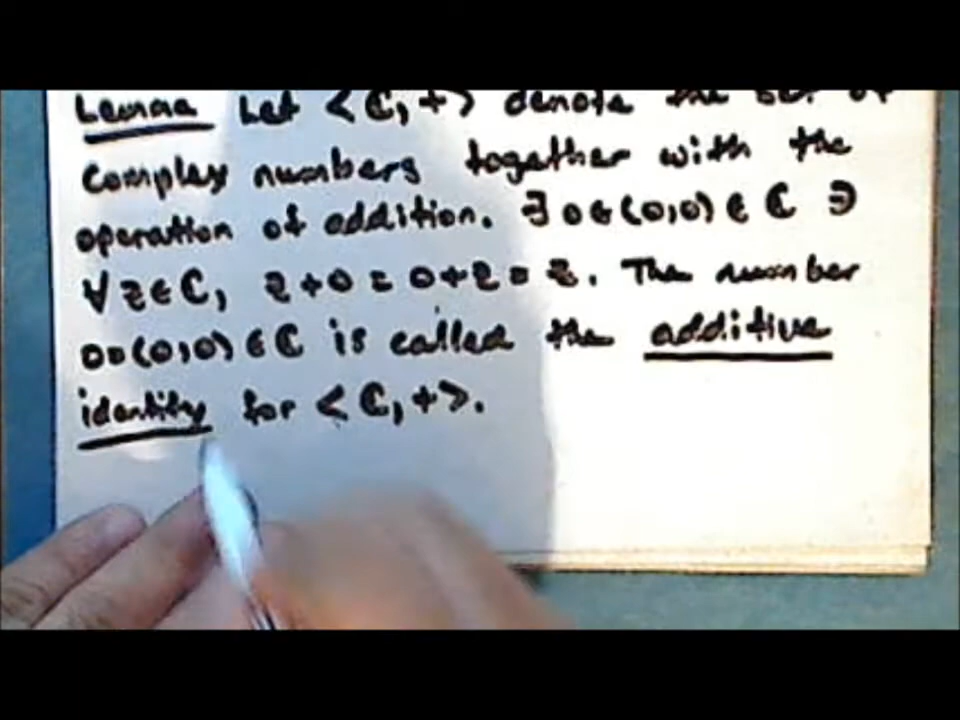 Lemma Let <ℂ, +> denote the set of
complex numbers together with the
operation of addition. ∃ 0=(0,0) ∈ ℂ ∋
∀ z ∈ ℂ, z + 0 = 0 + z = z. The number
0=(0,0) ∈ ℂ is called the additive
identity for <ℂ, +>.